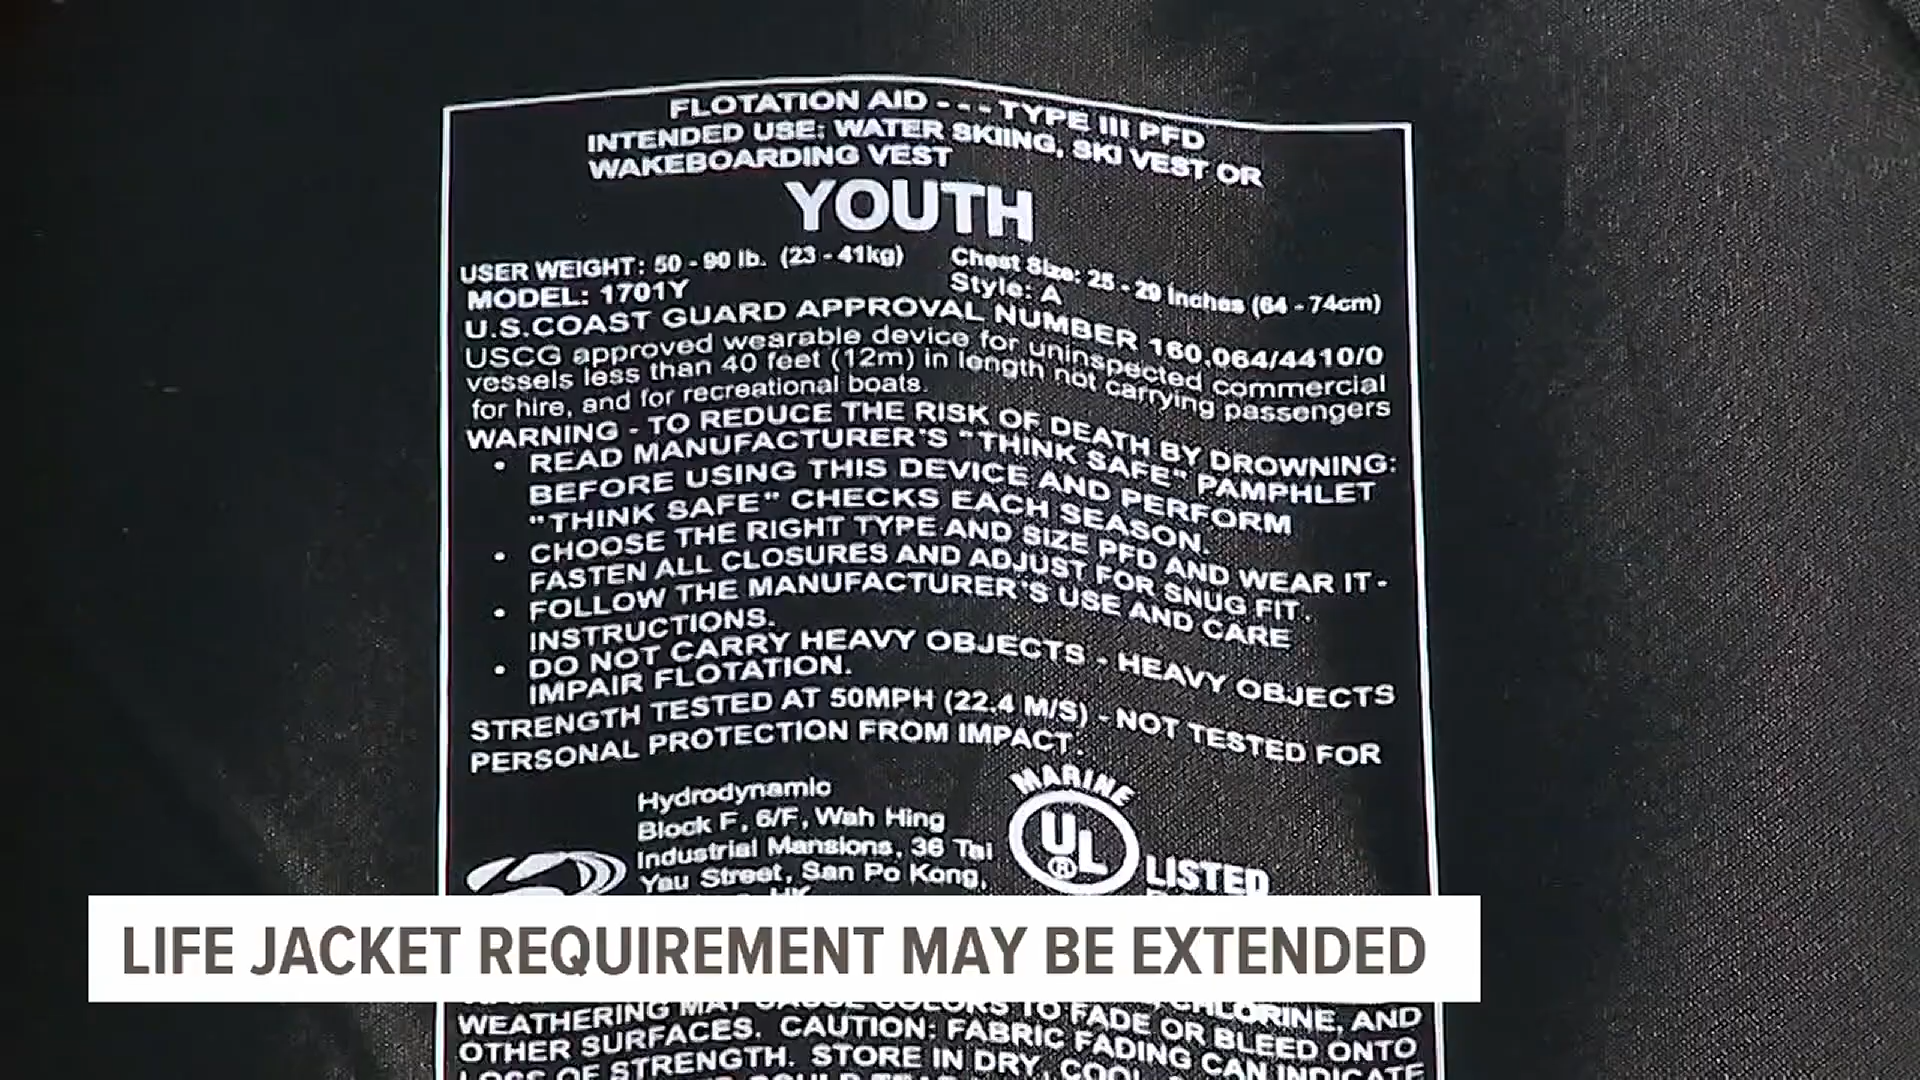 FLOTATION AID - - - TYPE III PFD
INTENDED USE: WATER SKIING, SKI VEST OR
WAKEBOARDING VEST
YOUTH
USER WEIGHT: 50 - 90 lb. (23 - 41kg)
Chest Size: 25 - 29 Inches (64 - 74cm)
MODEL: 1701Y
Style: A
U.S.COAST GUARD APPROVAL NUMBER 160.064/4410/0
USCG approved wearable device for uninspected commercial
vessels less than 40 feet (12m) in length not carrying passengers
for hire, and for recreational boats.
WARNING - TO REDUCE THE RISK OF DEATH BY DROWNING:
• READ MANUFACTURER'S "THINK SAFE" PAMPHLET
BEFORE USING THIS DEVICE AND PERFORM
"THINK SAFE" CHECKS EACH SEASON.
• CHOOSE THE RIGHT TYPE AND SIZE PFD AND WEAR IT -
FASTEN ALL CLOSURES AND ADJUST FOR SNUG FIT.
• FOLLOW THE MANUFACTURER'S USE AND CARE
INSTRUCTIONS.
• DO NOT CARRY HEAVY OBJECTS - HEAVY OBJECTS
IMPAIR FLOTATION.
STRENGTH TESTED AT 50MPH (22.4 M/S) - NOT TESTED FOR
PERSONAL PROTECTION FROM IMPACT.
Hydrodynamic
Block F, 6/F, Wah Hing
Industrial Mansions, 36 Tai
Yau Street, San Po Kong,
HK
MARINE
UL®
LISTED
LIFE JACKET REQUIREMENT MAY BE EXTENDED
CHLORINE, AND
WEATHERING MAY CAUSE COLORS TO FADE OR BLEED ONTO
OTHER SURFACES. CAUTION: FABRIC FADING CAN INDICATE
LOSS OF STRENGTH. STORE IN DRY, COOL